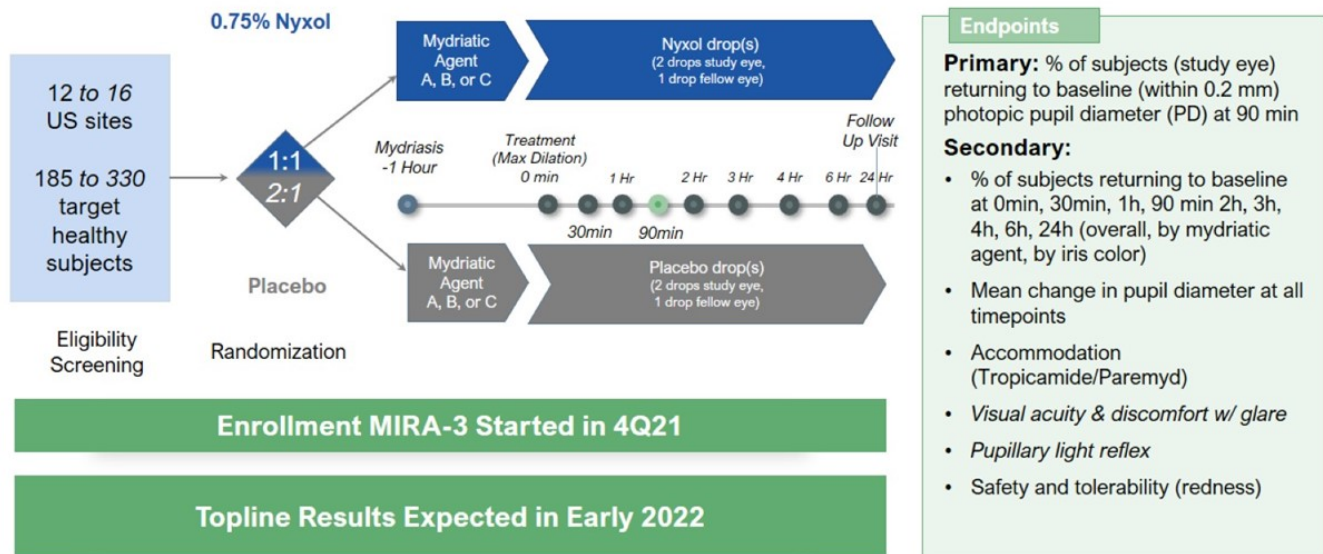 0.75% Nyxol
12 to 16
US sites
185 to 330
target
healthy
subjects
Eligibility
Screening
1:1
2:1
Placebo
Randomization
Mydriatic
Agent
A, B, or C
Nyxol drop(s)
(2 drops study eye,
1 drop fellow eye)
Mydriasis
-1 Hour
Treatment
(Max Dilation)
0 min
30min
1 Hr
90min
2 Hr
3 Hr
4 Hr
6 Hr
Follow
Up Visit
24 Hr
Mydriatic
Agent
A, B, or C
Placebo drop(s)
(2 drops study eye,
1 drop fellow eye)
Enrollment MIRA-3 Started in 4Q21
Topline Results Expected in Early 2022
Endpoints
Primary: % of subjects (study eye)
returning to baseline (within 0.2 mm)
photopic pupil diameter (PD) at 90 min
Secondary:
• % of subjects returning to baseline
at 0min, 30min, 1h, 90 min 2h, 3h,
4h, 6h, 24h (overall, by mydriatic
agent, by iris color)
• Mean change in pupil diameter at all
timepoints
• Accommodation
(Tropicamide/Paremyd)
• Visual acuity & discomfort w/ glare
• Pupillary light reflex
• Safety and tolerability (redness)